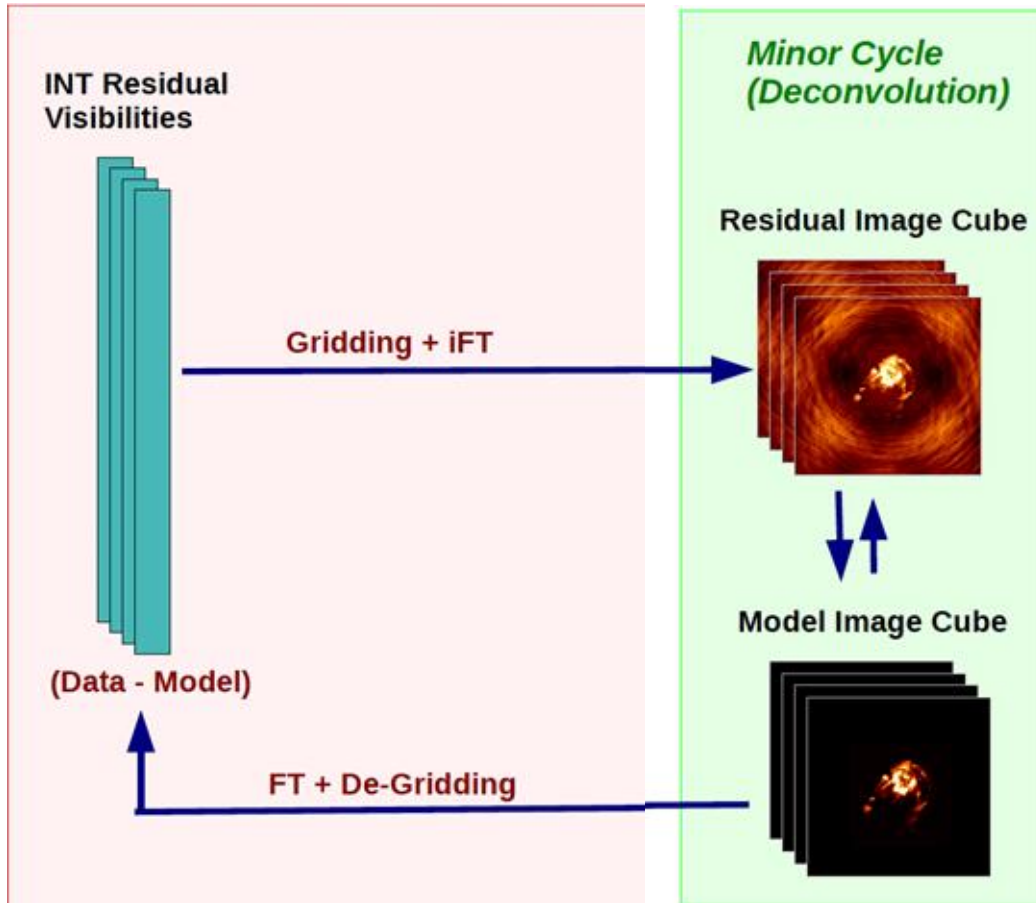 INT Residual
Visibilities
Minor Cycle
(Deconvolution)
Residual Image Cube
Gridding + iFT
Model Image Cube
(Data - Model)
FT + De-Gridding